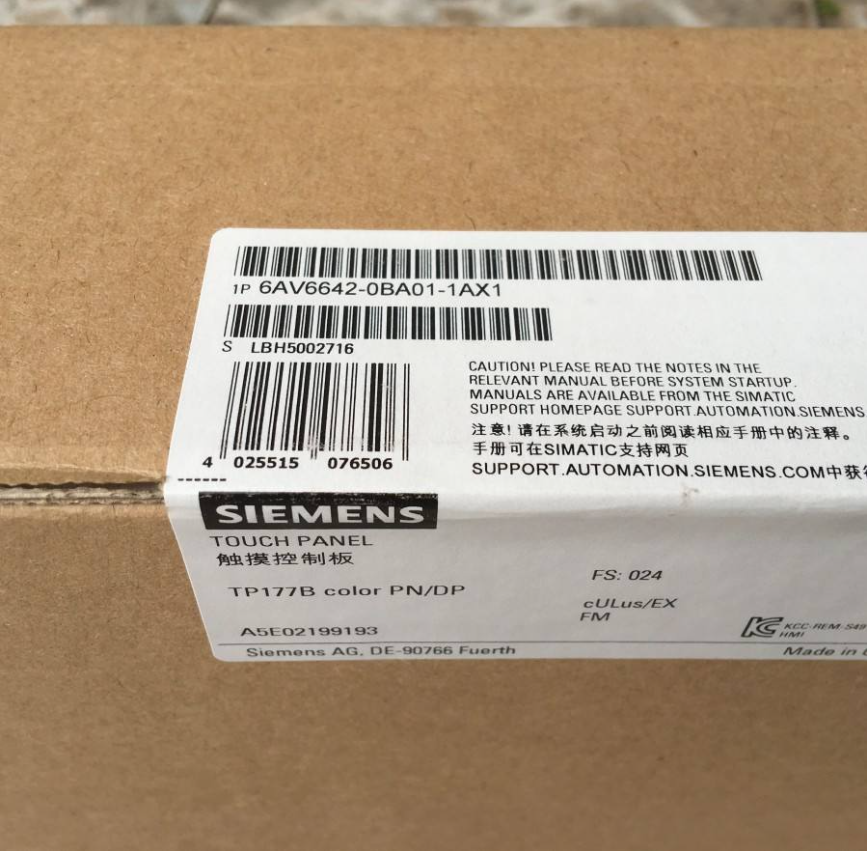 1P 6AV6642-0BA01-1AX1
S LBH5002716
4 025515 076506
CAUTION! PLEASE READ THE NOTES IN THE
RELEVANT MANUAL BEFORE SYSTEM STARTUP.
MANUALS ARE AVAILABLE FROM THE SIMATIC
SUPPORT HOMEPAGE SUPPORT.AUTOMATION.SIEMENS
注意! 请在系统启动之前阅读相应手册中的注释。
手册可在SIMATIC支持网页
SUPPORT.AUTOMATION.SIEMENS.COM中获
SIEMENS
TOUCH PANEL
触摸控制板
TP177B color PN/DP
A5E02199193
FS: 024
cULus/EX
FM
KCC-REM-S49
HMI
Siemens AG, DE-90766 Fuerth
Made in